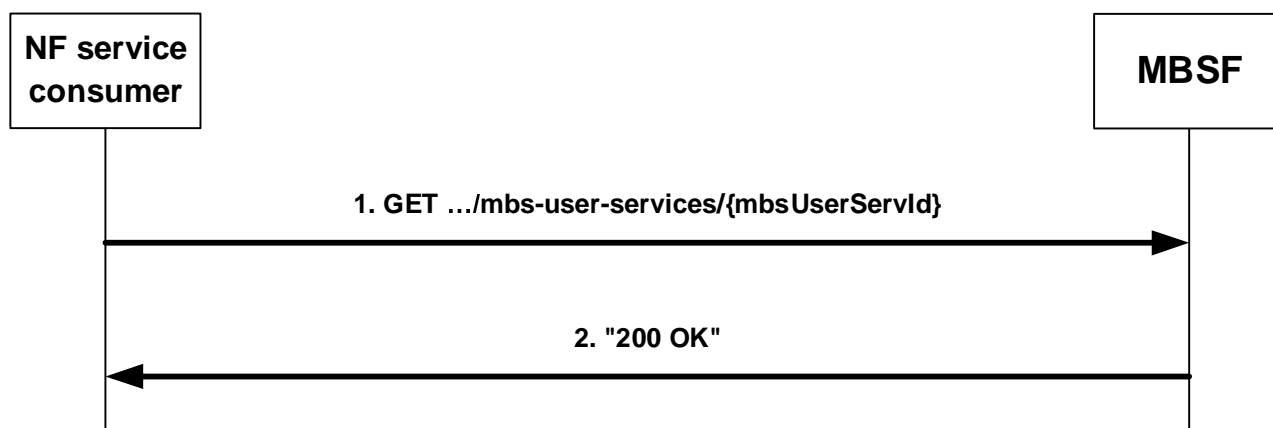 NF service
consumer
MBSF
1. GET …/mbs-user-services/{mbsUserServId}
2. "200 OK"